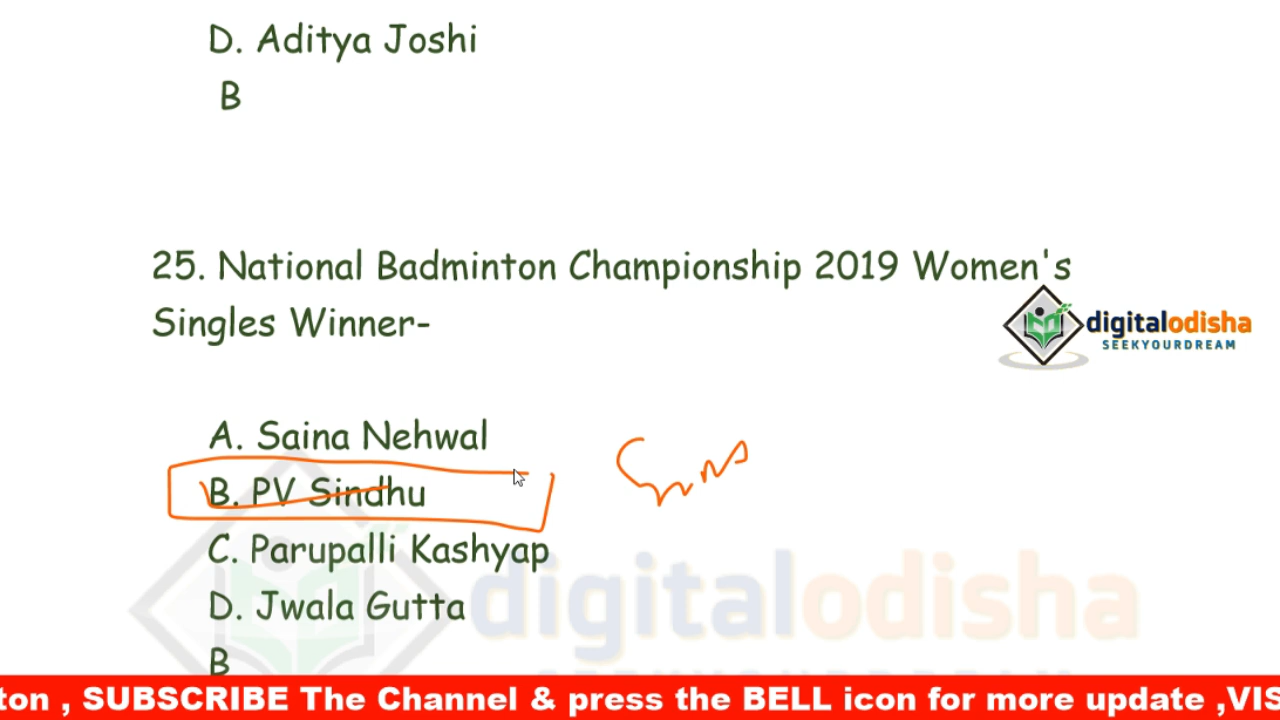 D. Aditya Joshi
B
25. National Badminton Championship 2019 Women's
Singles Winner-
digitalodisha
SEEKYOURDREAM
A. Saina Nehwal
B. PV Sindhu
C. Parupalli Kashyap
D. Jwala Gutta
B
digitalodisha
ton , SUBSCRIBE The Channel & press the BELL icon for more update ,VIS